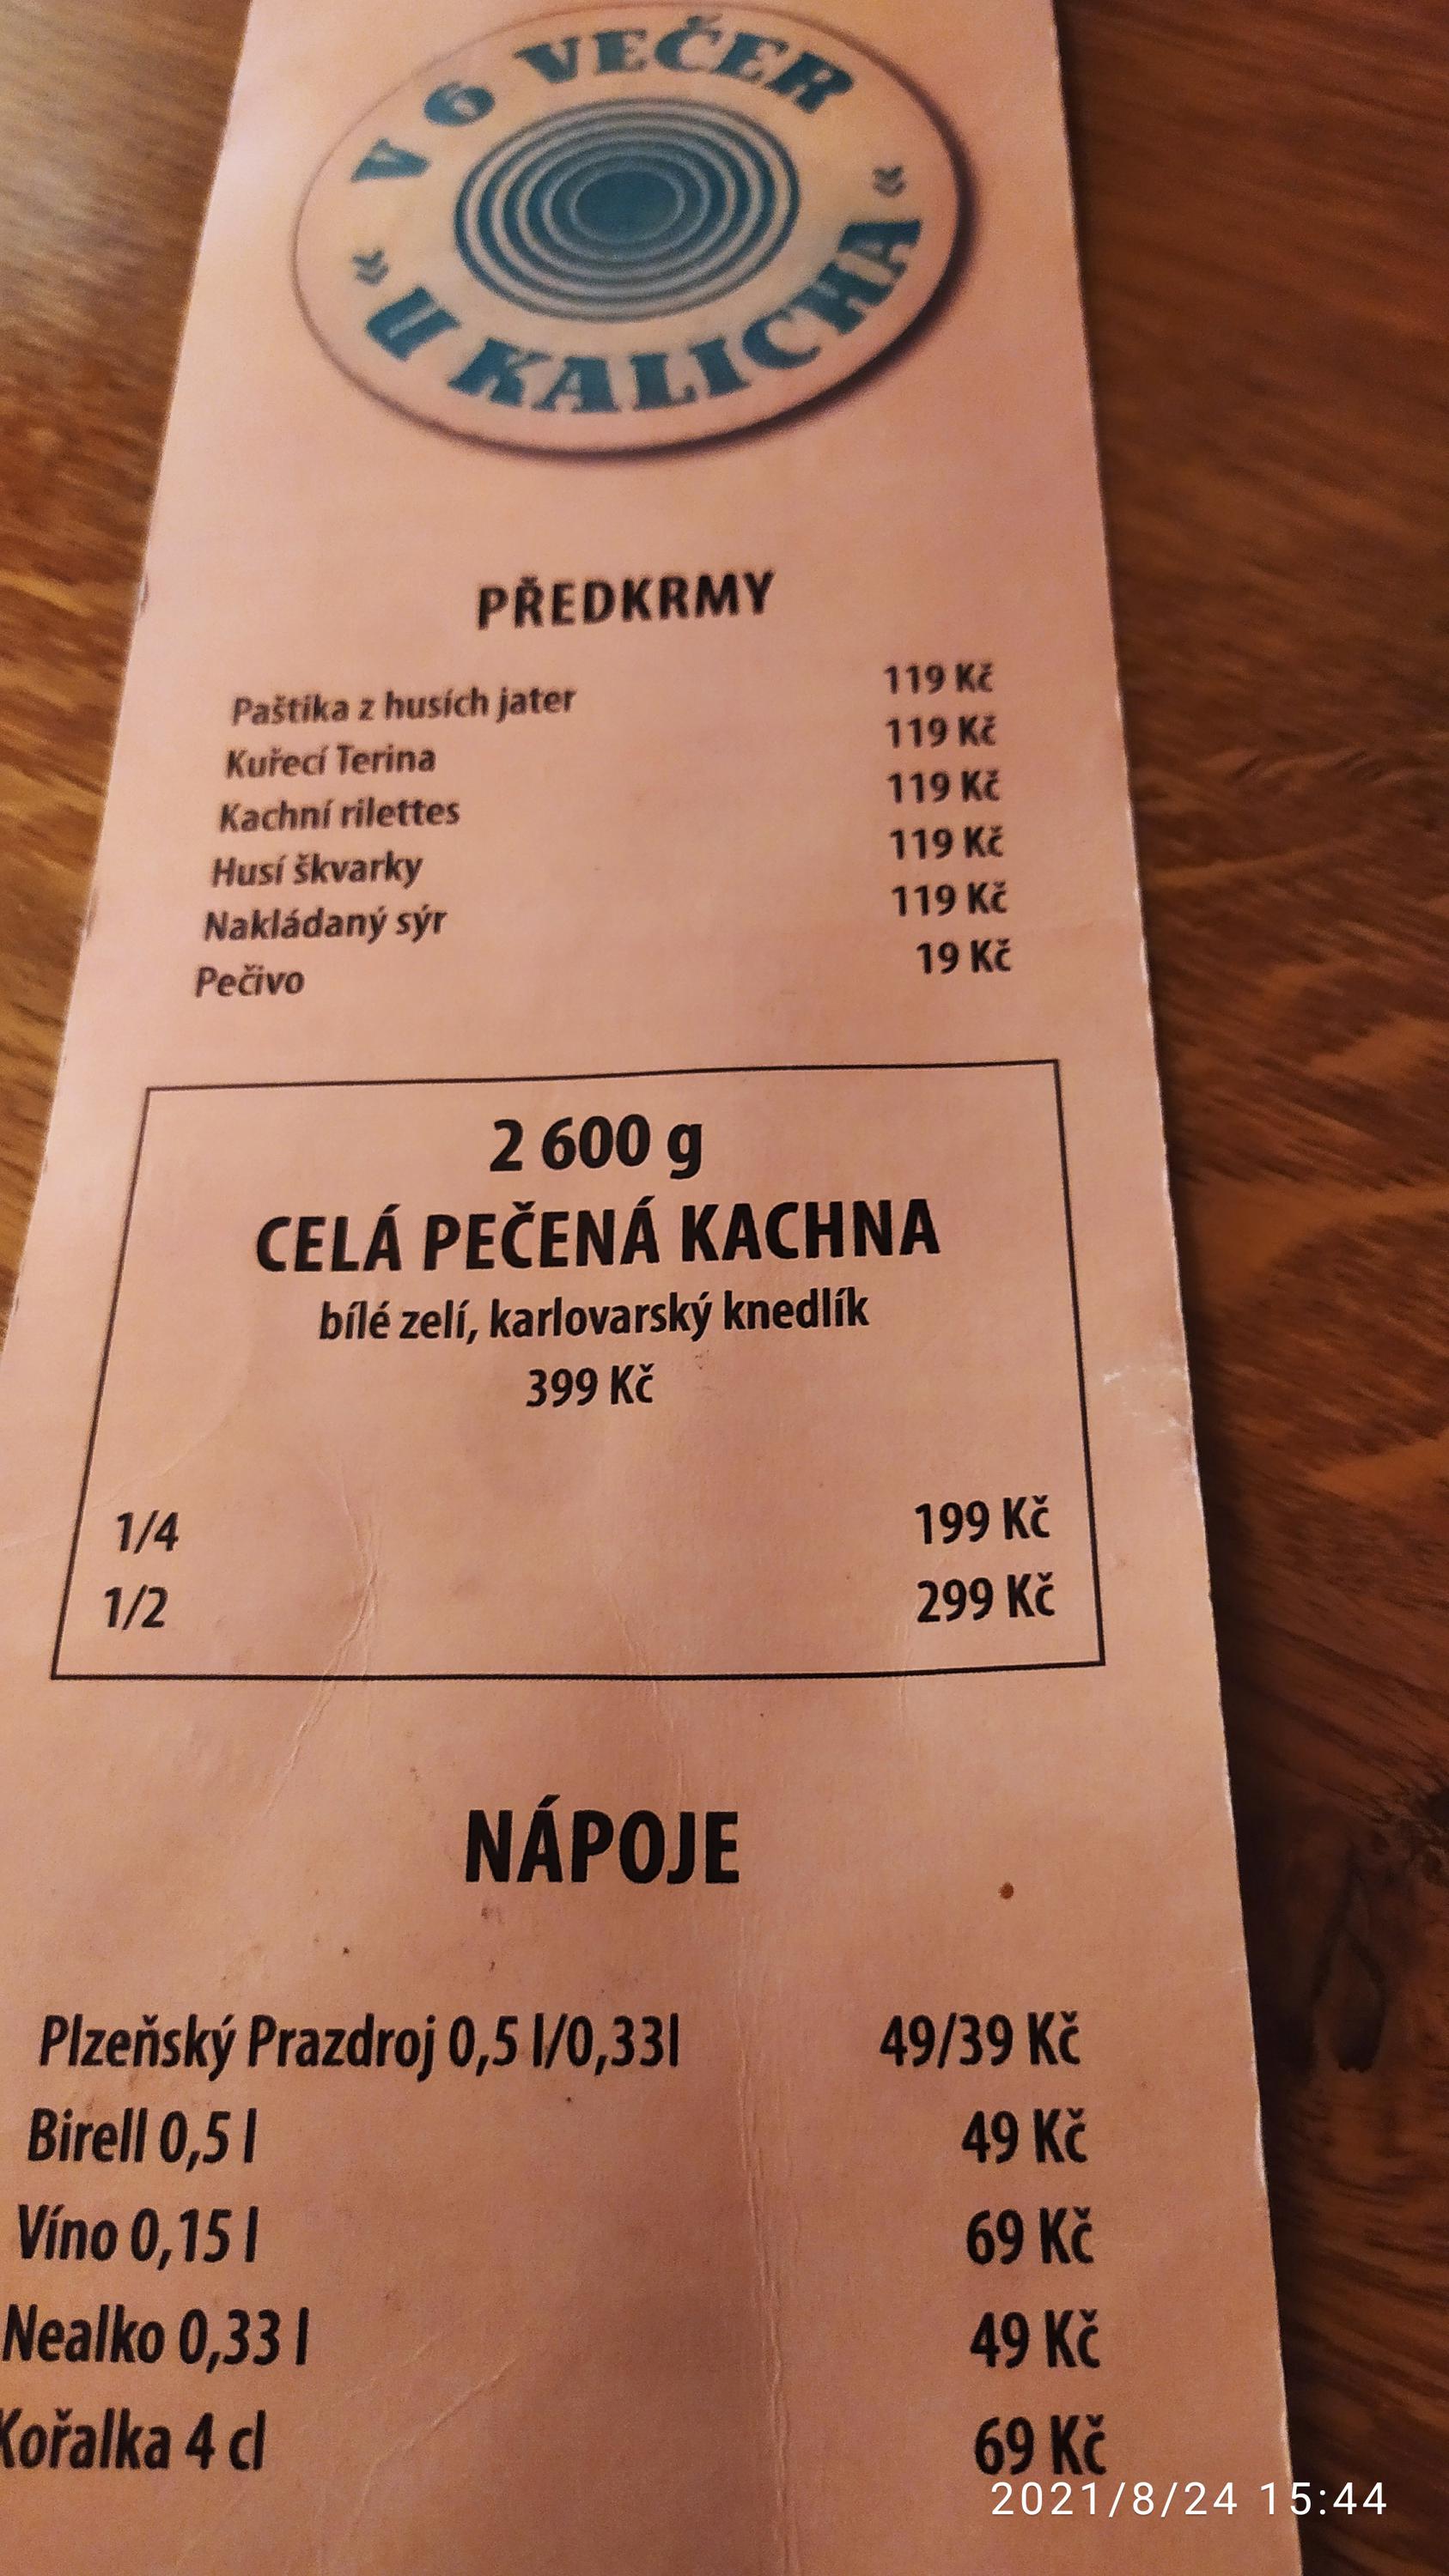 V 6 VEČER
U KALICHA
PŘEDKRMY
Paštika z husích jater 119 Kč
Kuřecí Terina 119 Kč
Kachní rilettes 119 Kč
Husí škvarky 119 Kč
Nakládaný sýr 119 Kč
Pečivo 19 Kč
2 600 g
CELÁ PEČENÁ KACHNA
bílé zelí, karlovarský knedlík
399 Kč
1/4 199 Kč
1/2 299 Kč
NÁPOJE
Plzeňský Prazdroj 0,5 l/0,33l 49/39 Kč
Birell 0,5 l 49 Kč
Víno 0,15 l 69 Kč
Nealko 0,33 l 49 Kč
Kořalka 4 cl 69 Kč
2021/8/24 15:44